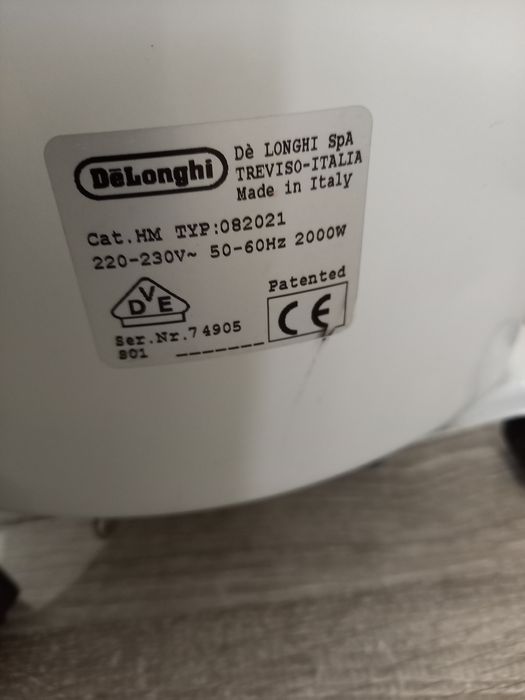 DeLonghi
Dè LONGHI SpA
TREVISO-ITALIA
Made in Italy
Cat.HM TYP:082021
220-230V~ 50-60Hz 2000W
DVE
Patented
CE
Ser.Nr.74905
801